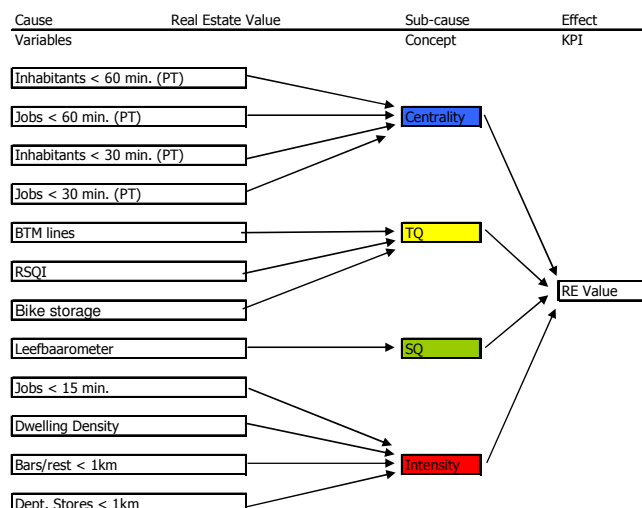 Cause Real Estate Value Sub-cause Effect
Variables Concept KPI
Inhabitants < 60 min. (PT)
Jobs < 60 min. (PT) Centrality
Inhabitants < 30 min. (PT)
Jobs < 30 min. (PT)
BTM lines TQ
RSQI
RE Value
Bike storage
Leefbaarometer SQ
Jobs < 15 min.
Dwelling Density
Bars/rest < 1km Intensity
Dept. Stores < 1km